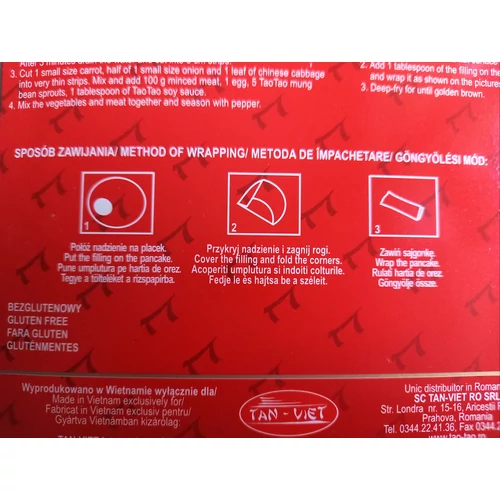 3. Cut 1 small size carrot, half of 1 small size onion and 1 leaf of chinese cabbage
into very thin strips. Mix and add 100 g minced meat, 1 egg, 5 TaoTao mung
bean sprouts, 1 tablespoon of TaoTao soy sauce.
4. Mix the vegetables and meat together and season with pepper.
2. Add 1 tablespoon of the filling on the
and wrap it as shown on the pictures
3. Deep-fry for until golden brown.
SPOSÓB ZAWIJANIA/ METHOD OF WRAPPING/ METODA DE ÎMPACHETARE/ GÖNGYÖLÉSI MÓD:
1
Połóż nadzienie na placek.
Put the filling on the pancake.
Pune umplutura pe hartia de orez.
Tegye a tölteléket a rizspapirba.
2
Przykryj nadzienie i zagnij rogi.
Cover the filling and fold the corners.
Acoperiti umplutura si indoiti colturile.
Fedje le és hajtsa be a széleit.
3
Zawiń sajgonkę.
Wrap the pancake.
Rulati hartia de orez.
Göngyölje össze.
BEZGLUTENOWY
GLUTEN FREE
FARA GLUTEN
GLUTÉNMENTES
Wyprodukowano w Wietnamie wyłącznie dla/
Made in Vietnam exclusively for/
Fabricat in Vietnam exclusiv pentru/
Gyártva Vietnámban kizárólag:
TAN - VIET
Unic distributor in Roman
SC TAN-VIET RO SRL
Str. Londra nr. 15-16, Aricestii R
Prahova, Romania
Tel. 0344.22.41.36, 0344.22